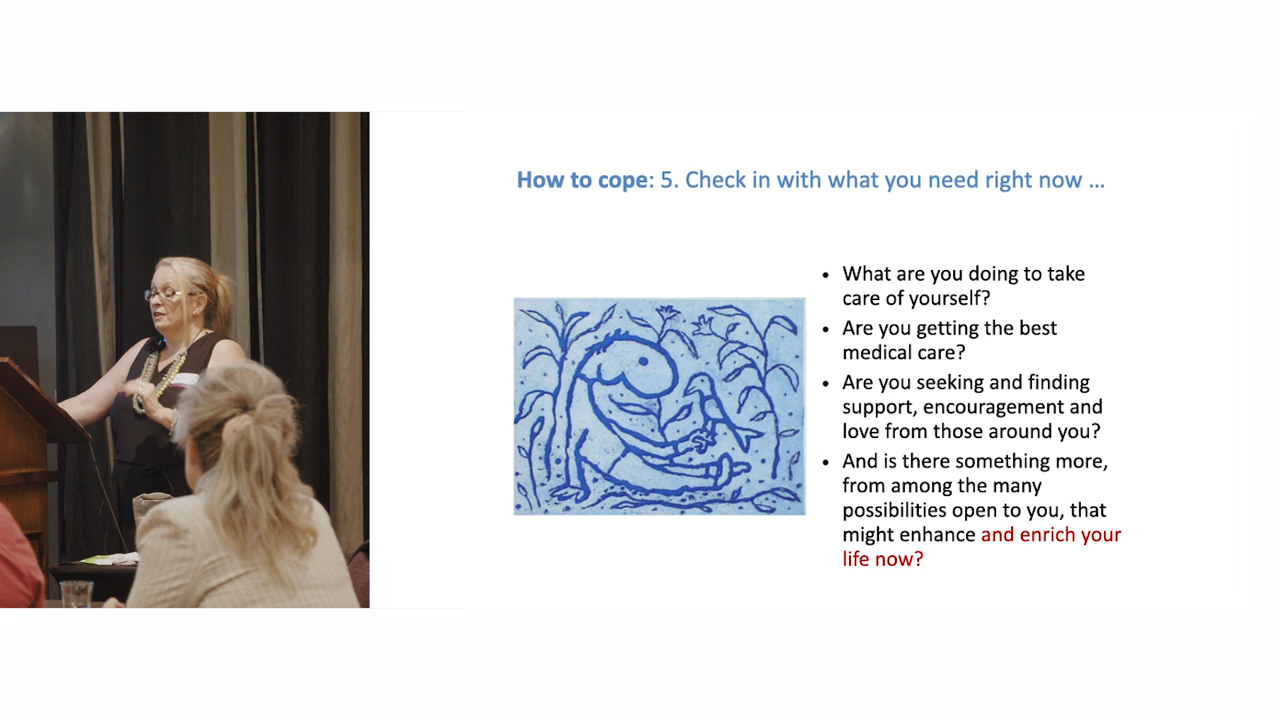 How to cope: 5. Check in with what you need right now ...
• What are you doing to take
care of yourself?
• Are you getting the best
medical care?
• Are you seeking and finding
support, encouragement and
love from those around you?
• And is there something more,
from among the many
possibilities open to you, that
might enhance and enrich your
life now?